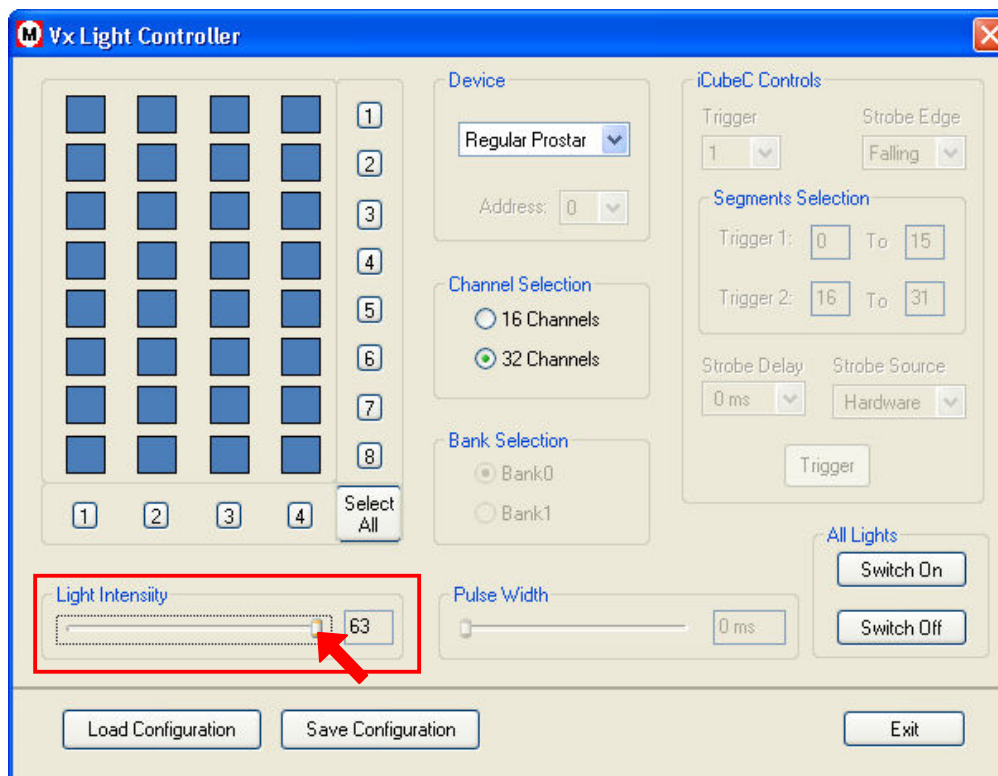 M Vx Light Controller
1
2
3
4
5
6
7
8
1 2 3 4 Select All
Device
Regular Prostar
Address: 0
Channel Selection
16 Channels
32 Channels
Bank Selection
Bank0
Bank1
iCubeC Controls
Trigger Strobe Edge
1 Falling
Segments Selection
Trigger 1: 0 To 15
Trigger 2: 16 To 31
Strobe Delay Strobe Source
0 ms Hardware
Trigger
All Lights
Switch On
Switch Off
Light Intensiity
63
Pulse Width
0 ms
Load Configuration Save Configuration Exit